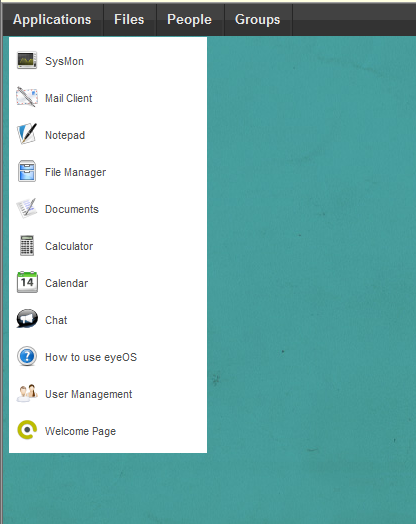 Applications Files People Groups
SysMon
Mail Client
Notepad
File Manager
Documents
Calculator
14 Calendar
Chat
? How to use eyeOS
User Management
Welcome Page